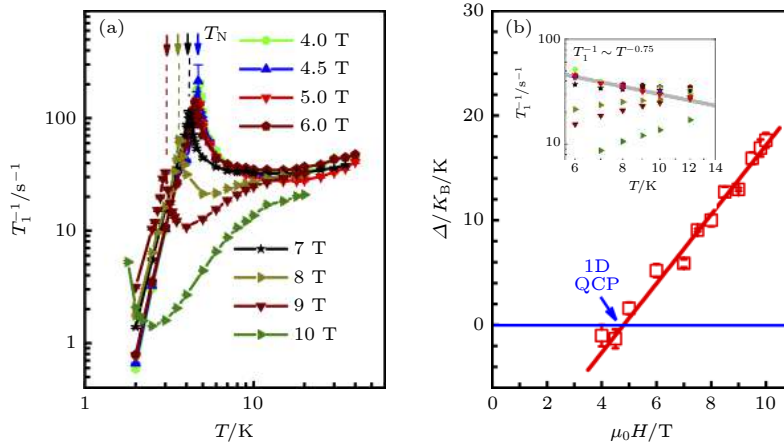 (a)
T_N
4.0 T
4.5 T
5.0 T
6.0 T
7 T
8 T
9 T
10 T
T_1^{-1}/s^{-1}
100
10
1
1
10
T/K
(b)
T_1^{-1} ~ T^{-0.75}
T_1^{-1}/s^{-1}
100
10
6
8
10
12
14
T/K
Δ/K_B/K
30
20
10
0
-10
1D
QCP
0
2
4
6
8
10
μ_0H/T